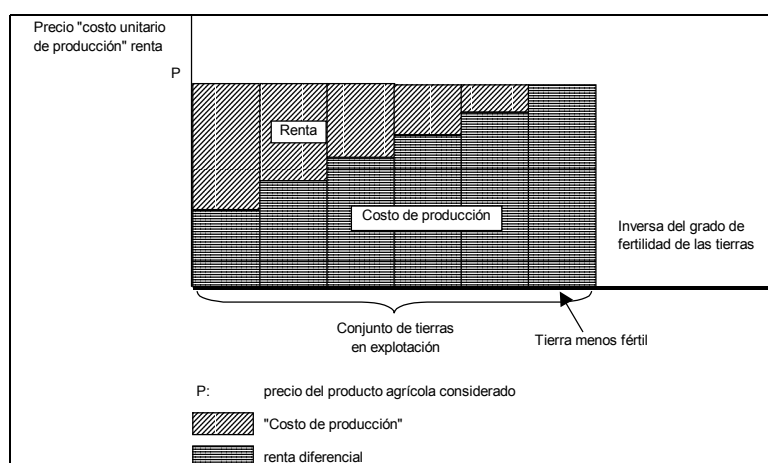 Precio "costo unitario
de producción" renta
P
Renta
Costo de producción
Inversa del grado de
fertilidad de las tierras
Conjunto de tierras
en explotación
Tierra menos fértil
P: precio del producto agrícola considerado
"Costo de producción"
renta diferencial